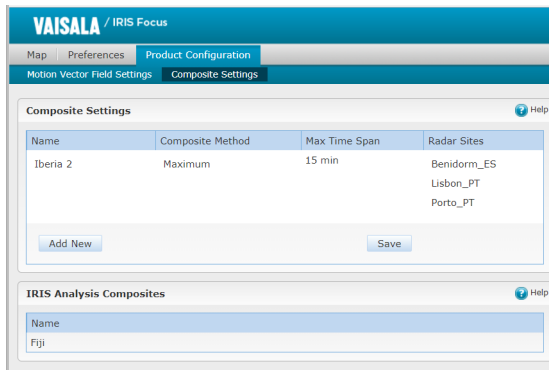 VAISALA / IRIS Focus
Map Preferences Product Configuration
Motion Vector Field Settings Composite Settings
Composite Settings Help
Name Composite Method Max Time Span Radar Sites
Iberia 2 Maximum 15 min Benidorm_ES
Lisbon_PT
Porto_PT
Add New Save
IRIS Analysis Composites Help
Name
Fiji